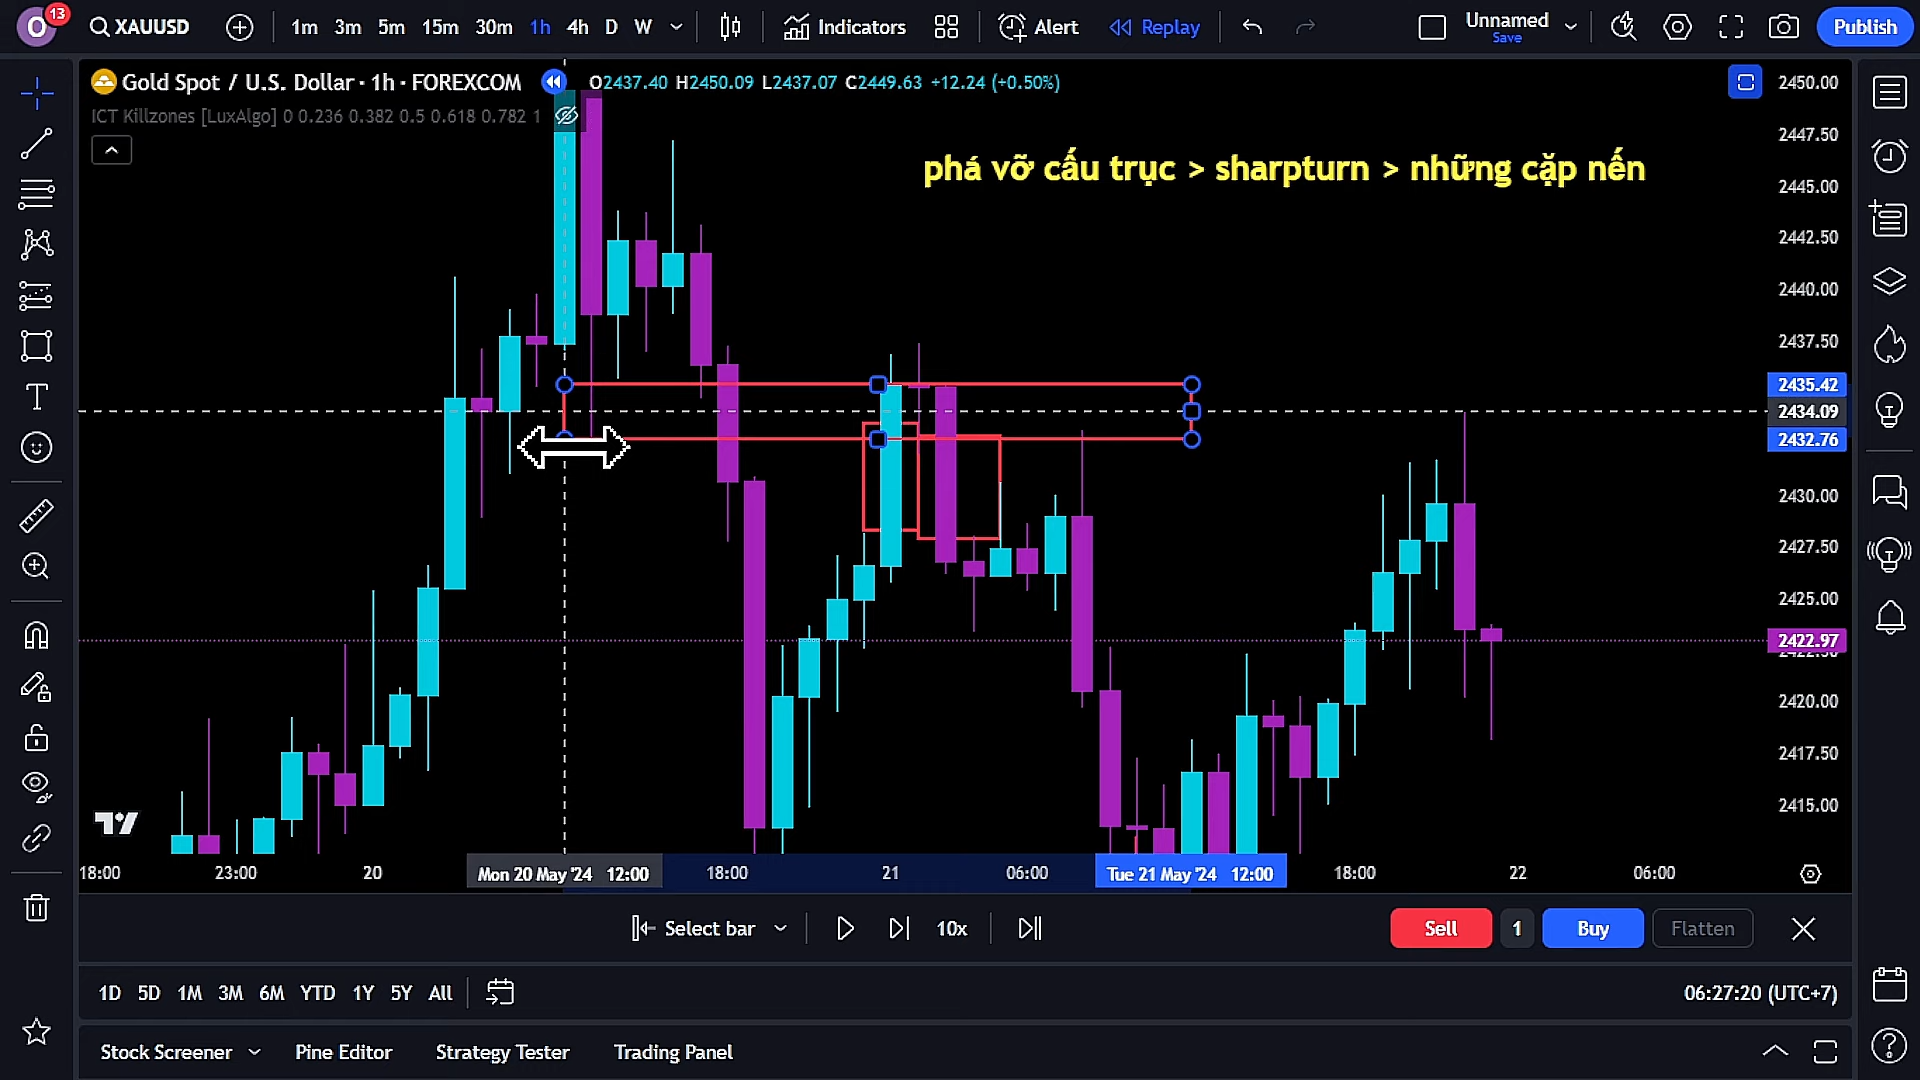 O 13 XAUUSD 1m 3m 5m 15m 30m 1h 4h D W Indicators Alert Replay Unnamed Save Publish
Gold Spot / U.S. Dollar · 1h · FOREXCOM O2437.40 H2450.09 L2437.07 C2449.63 +12.24 (+0.50%)
ICT Killzones [LuxAlgo] 0 0.236 0.382 0.5 0.618 0.782 1
phá vỡ cấu trục > sharpturn > những cặp nến
2450.00
2447.50
2445.00
2442.50
2440.00
2437.50
2435.42
2434.09
2432.76
2430.00
2427.50
2425.00
2422.97
2420.00
2417.50
2415.00
18:00 23:00 20 Mon 20 May '24 12:00 18:00 21 06:00 Tue 21 May '24 12:00 18:00 22 06:00
Select bar 10x Sell 1 Buy Flatten
1D 5D 1M 3M 6M YTD 1Y 5Y All 06:27:20 (UTC+7)
Stock Screener Pine Editor Strategy Tester Trading Panel